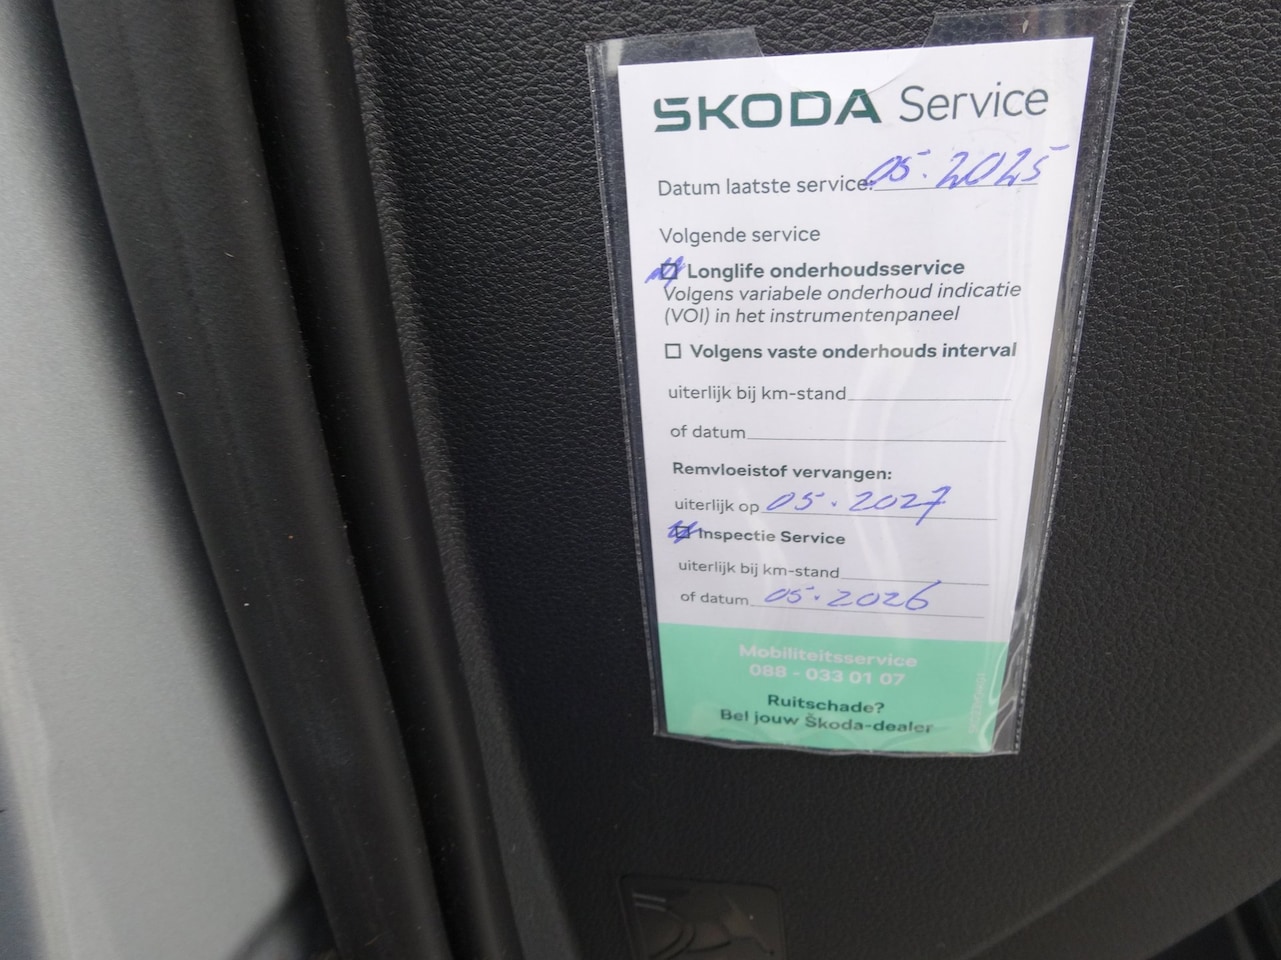 ŠKODA Service
Datum laatste service: 05.2025
Volgende service
Longlife onderhoudsservice
Volgens variabele onderhoud indicatie
(VOI) in het instrumentenpaneel
Volgens vaste onderhouds interval
uiterlijk bij km-stand
of datum
Remvloeistof vervangen:
uiterlijk op 05.2027
Inspectie Service
uiterlijk bij km-stand
of datum 05.2026
Mobiliteitsservice
088 - 033 01 07
Ruitschade?
Bel jouw Škoda-dealer